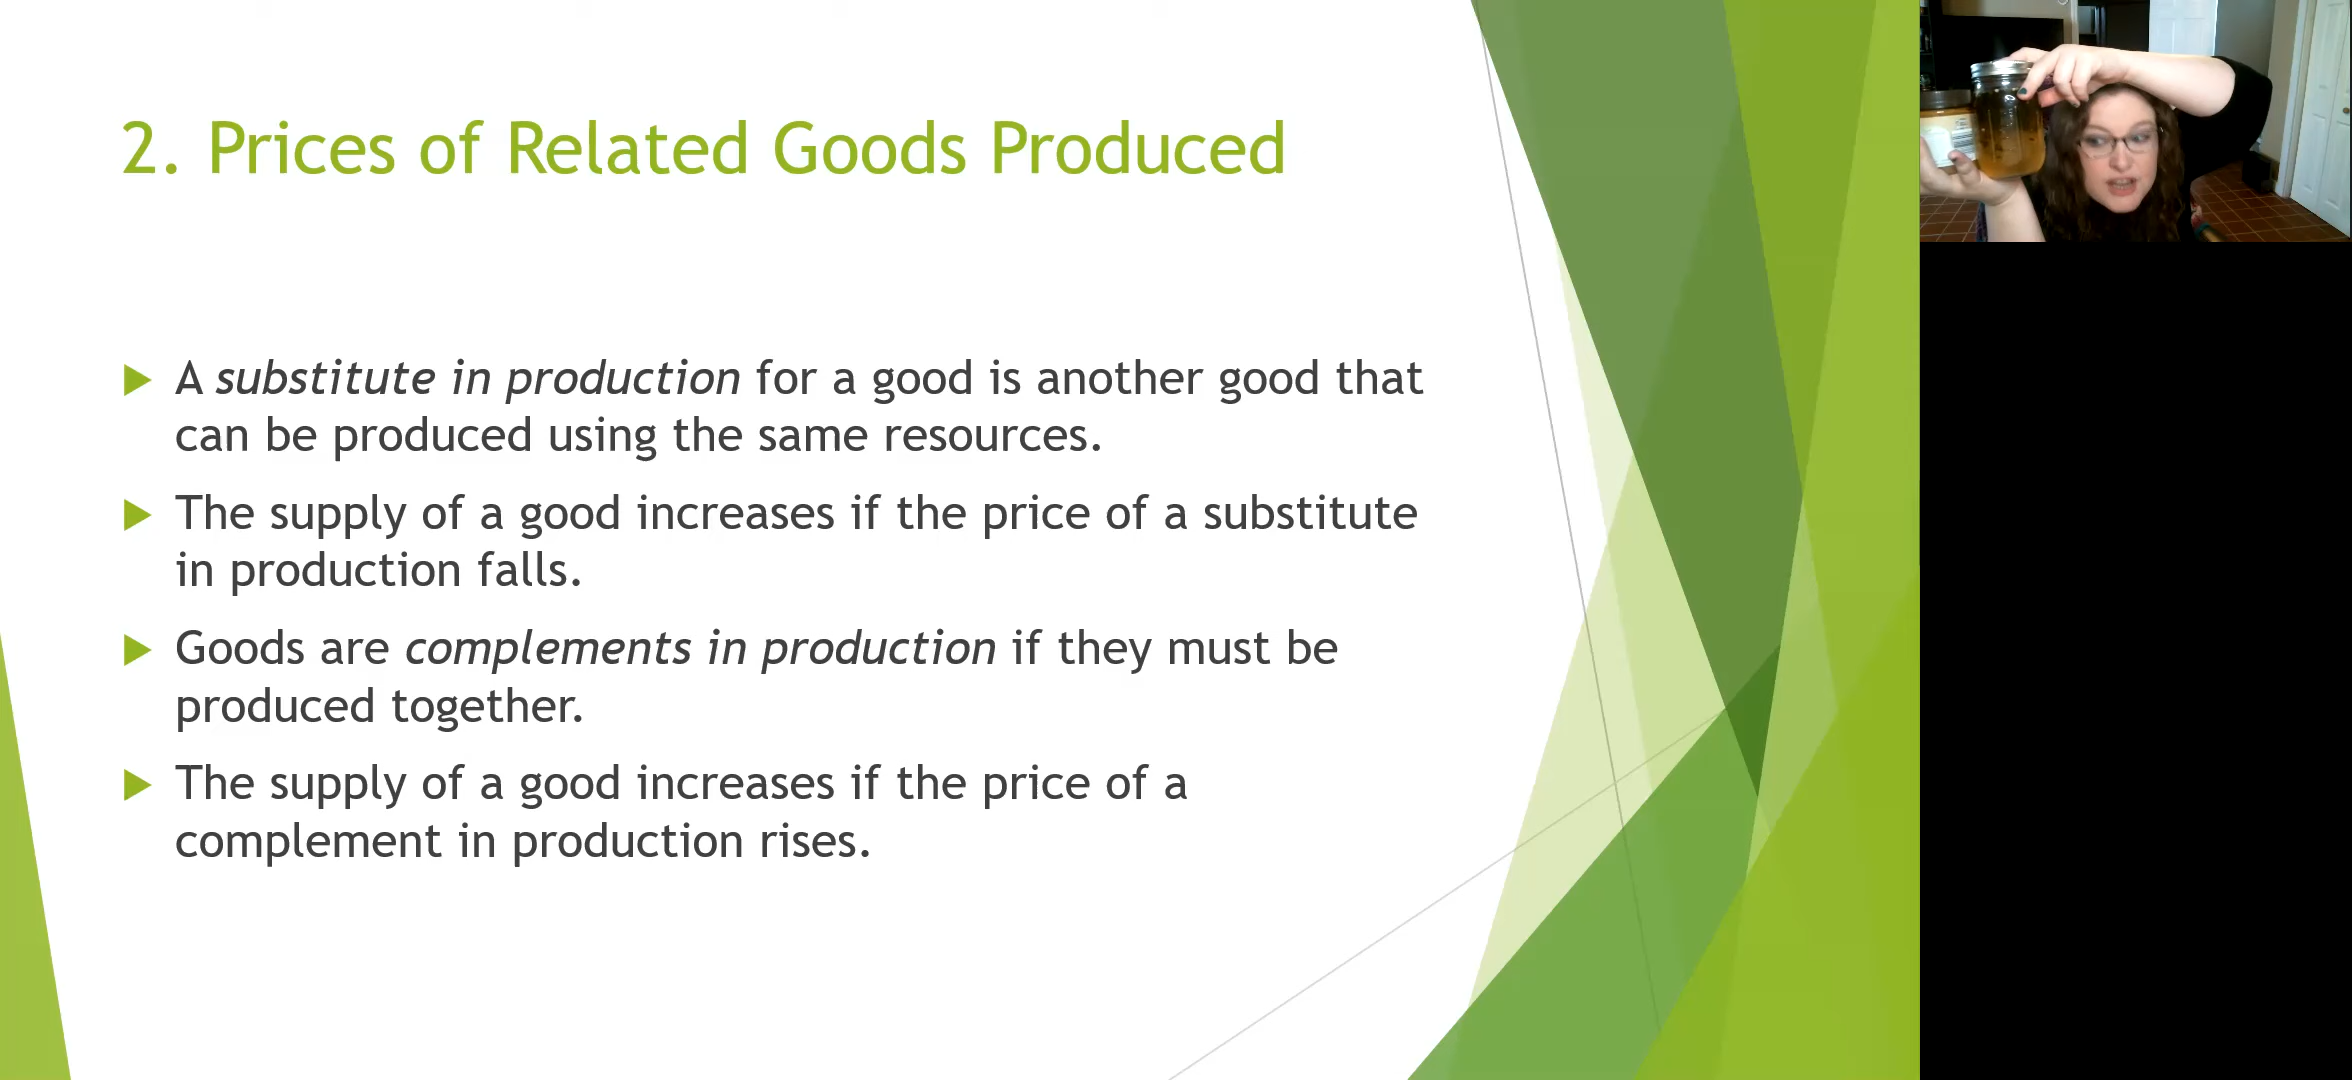 2. Prices of Related Goods Produced
A substitute in production for a good is another good that
can be produced using the same resources.
The supply of a good increases if the price of a substitute
in production falls.
Goods are complements in production if they must be
produced together.
The supply of a good increases if the price of a
complement in production rises.